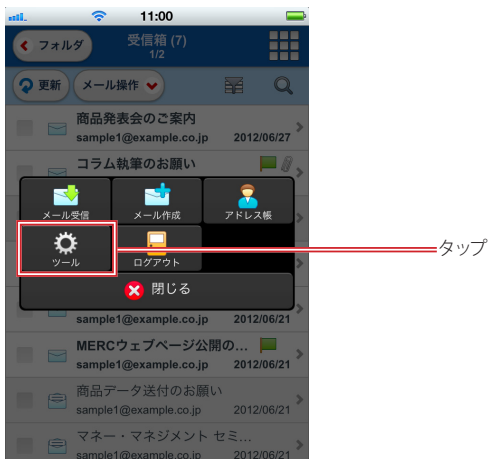 11:00
フォルダ
受信箱 (7)
1/2
更新
メール操作
商品発表会のご案内
sample1@example.co.jp 2012/06/27
コラム執筆のお願い
メール受信
メール作成
アドレス帳
ツール
ログアウト
タップ
閉じる
sample1@example.co.jp 2012/06/21
MERCウェブページ公開の...
sample1@example.co.jp 2012/06/21
商品データ送付のお願い
sample1@example.co.jp 2012/06/21
マネー・マネジメント セミ...
sample1@example.co.jp 2012/06/21